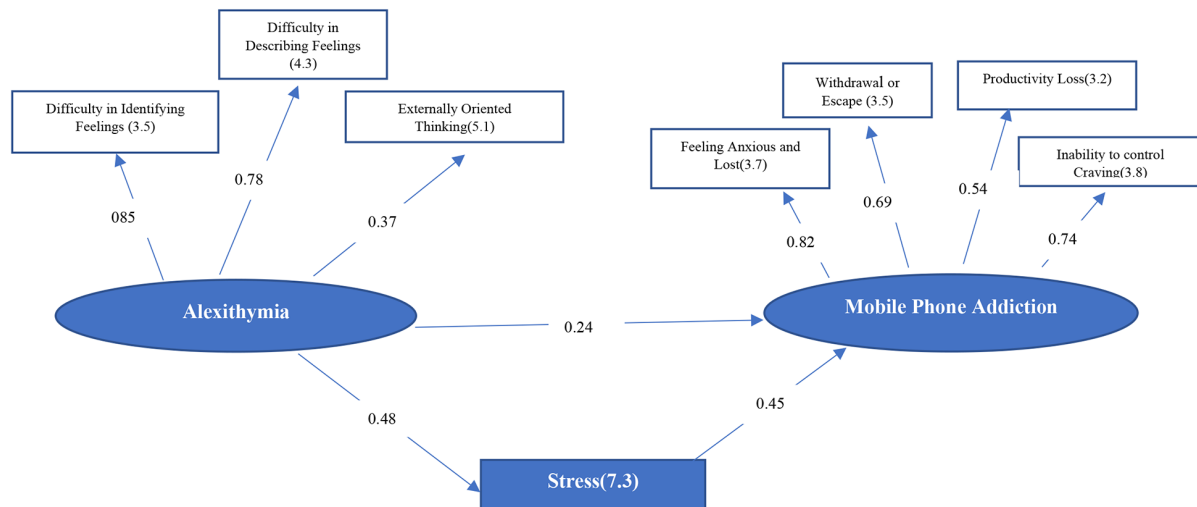 Difficulty in
Describing Feelings
(4.3)
Difficulty in Identifying
Feelings (3.5)
Externally Oriented
Thinking(5.1)
Withdrawal or
Escape (3.5)
Productivity Loss(3.2)
Feeling Anxious and
Lost(3.7)
Inability to control
Craving(3.8)
085
0.78
0.37
0.82
0.69
0.54
0.74
Alexithymia
Mobile Phone Addiction
0.24
0.48
0.45
Stress(7.3)